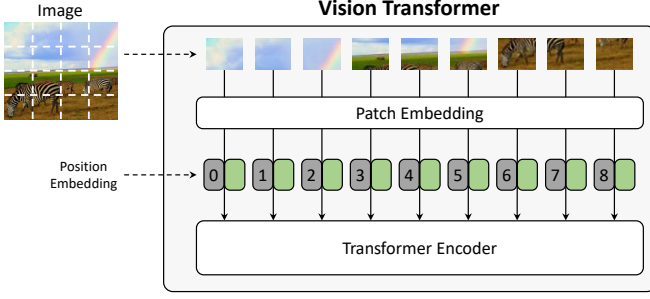 Vision Transformer
Image
Patch Embedding
Position
Embedding
0 1 2 3 4 5 6 7 8
Transformer Encoder